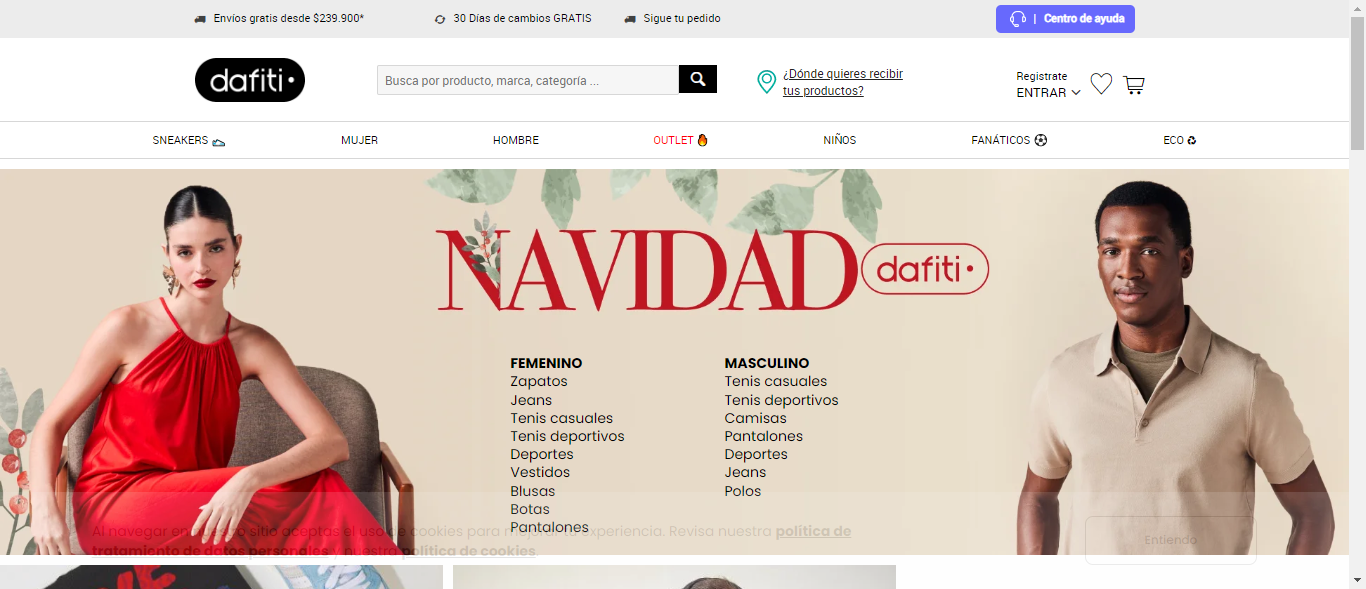 Envíos gratis desde $239.900*
30 Días de cambios GRATIS
Sigue tu pedido
| Centro de ayuda
dafiti
Busca por producto, marca, categoría ...
¿Dónde quieres recibir
tus productos?
Registrate
ENTRAR
SNEAKERS
MUJER
HOMBRE
OUTLET
NIÑOS
FANÁTICOS
ECO
NAVIDAD dafiti
FEMENINO
Zapatos
Jeans
Tenis casuales
Tenis deportivos
Deportes
Vestidos
Blusas
Botas
Pantalones
MASCULINO
Tenis casuales
Tenis deportivos
Camisas
Pantalones
Deportes
Jeans
Polos
Al navegar en nuestro sitio aceptas el uso de cookies para mejorar tu experiencia. Revisa nuestra política de
tratamiento de datos personales y nuestra política de cookies.
Entiendo